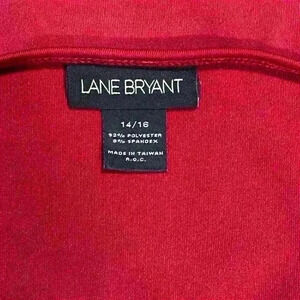 LANE BRYANT
14/16
92% POLYESTER
8% SPANDEX
MADE IN TAIWAN
R.O.C.